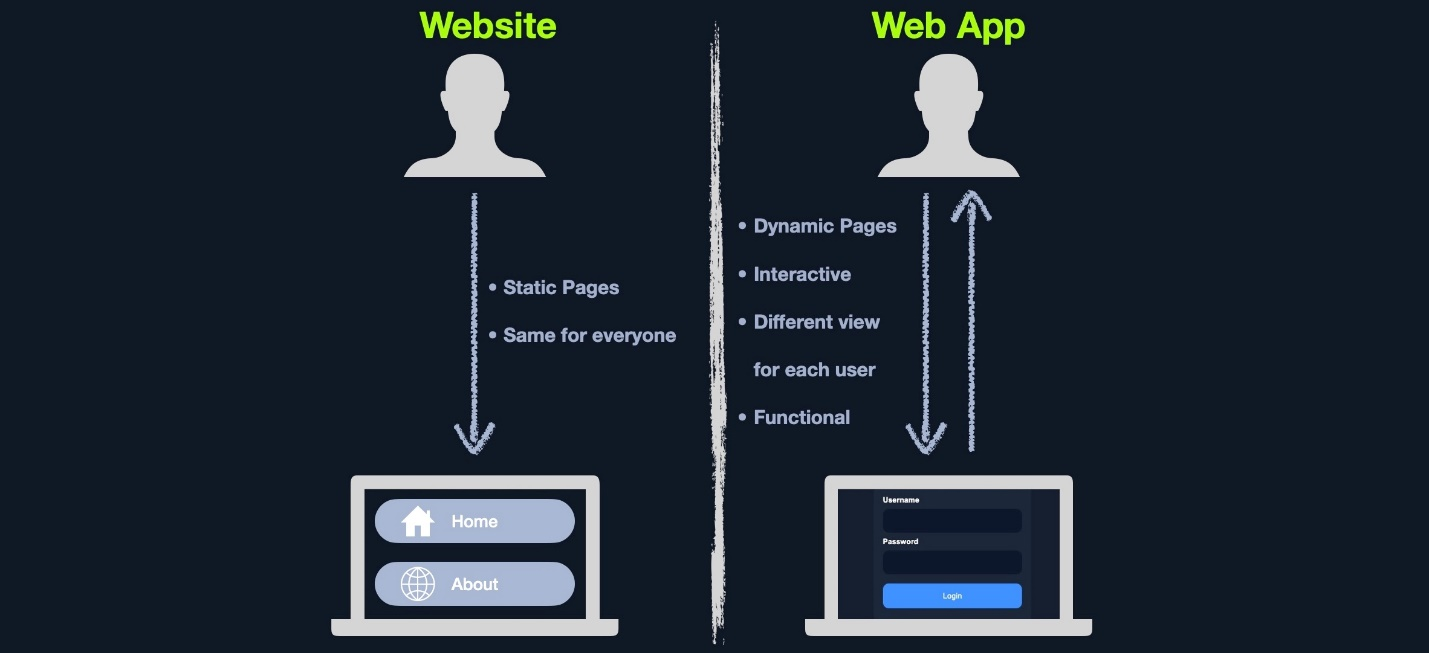 Website
• Static Pages
• Same for everyone
Home
About
Web App
• Dynamic Pages
• Interactive
• Different view
for each user
• Functional
Username
Password
Login